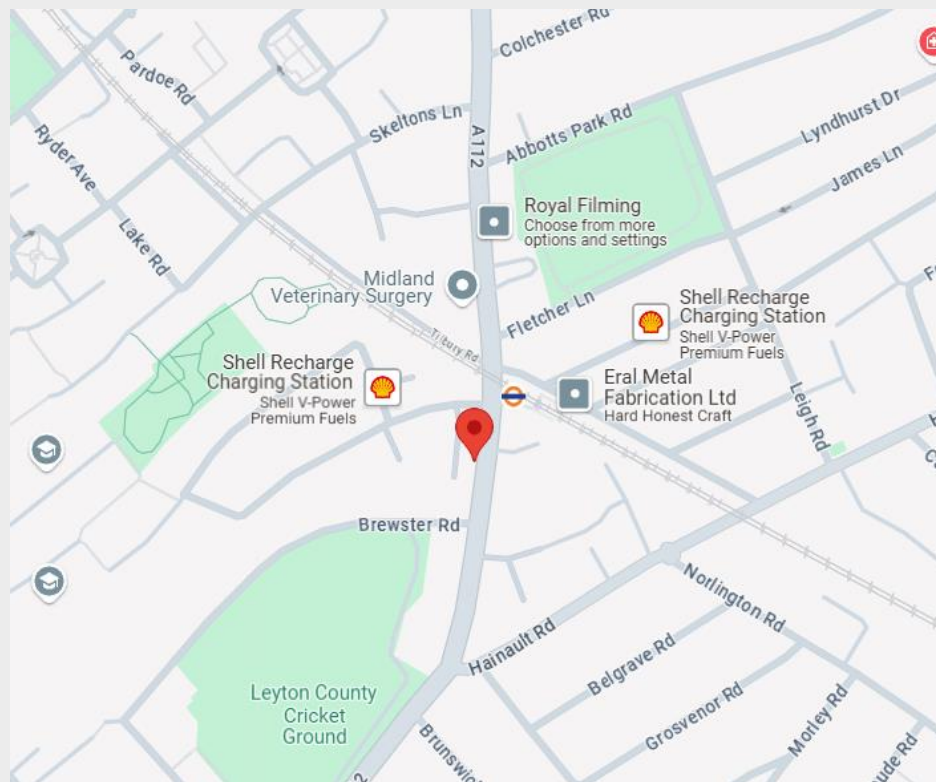 Colchester Rd
Pardoe Rd
Skeltons Ln
A112
Abbotts Park Rd
Lyndhurst Dr
James Ln
Ryder Ave
Lake Rd
Royal Filming
Choose from more
options and settings
Midland
Veterinary Surgery
Fletcher Ln
Tilbury Rd
Shell Recharge
Charging Station
Shell V-Power
Premium Fuels
Shell Recharge
Charging Station
Shell V-Power
Premium Fuels
Eral Metal
Fabrication Ltd
Hard Honest Craft
Leigh Rd
Brewster Rd
Hainault Rd
Norlington Rd
Belgrave Rd
Grosvenor Rd
Morley Rd
Leyton County
Cricket
Ground